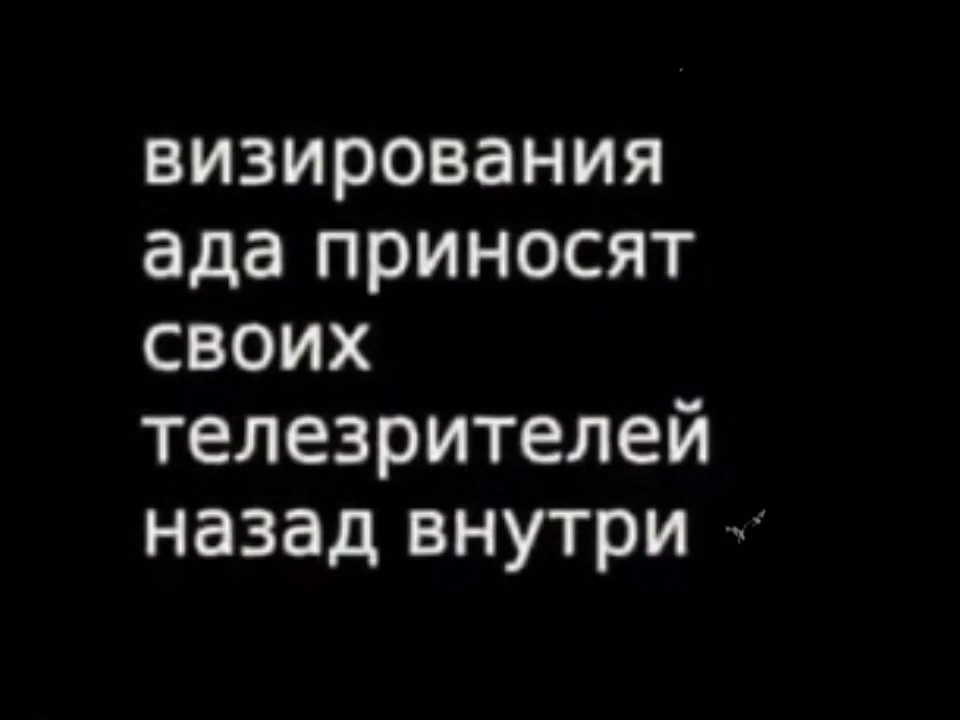 визирования
ада приносят
своих
телезрителей
назад внутри